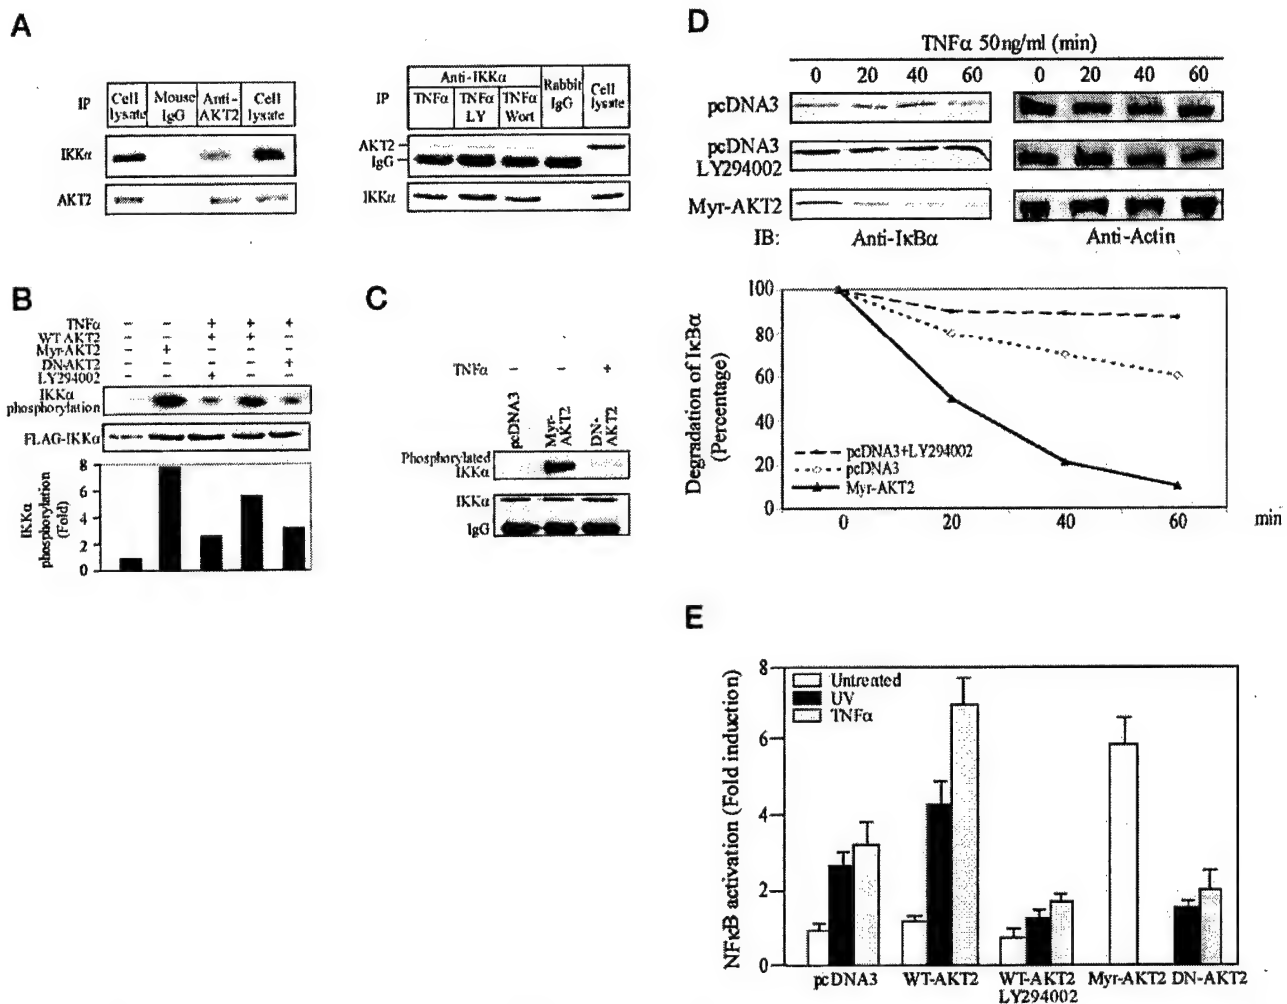 A
IP
Cell lysate
Mouse IgG
Anti-AKT2
Cell lysate
IKKα
AKT2
IP
Anti-IKKα
TNFα
TNFα LY
TNFα Wort
Rabbit IgG
Cell lysate
AKT2
IgG
IKKα
B
TNFα - - + + +
WT-AKT2 - - + + -
Myr-AKT2 - + - - -
DN-AKT2 - - - - +
LY294002 - - + - -
IKKα phosphorylation
FLAG-IKKα
IKKα phosphorylation (Fold)
8
6
4
2
0
C
TNFα - - +
pcDNA3
Myr-AKT2
DN-AKT2
Phosphorylated IKKα
IKKα
IgG
D
TNFα 50ng/ml (min)
0 20 40 60 0 20 40 60
pcDNA3
pcDNA3 LY294002
Myr-AKT2
IB: Anti-IκBα Anti-Actin
Degradation of IκBα (Percentage)
100
80
60
40
20
0
pcDNA3+LY294002
pcDNA3
Myr-AKT2
0 20 40 60 min
E
NFκB activation (Fold induction)
8
6
4
2
0
Untreated
UV
TNFα
pcDNA3
WT-AKT2
WT-AKT2 LY294002
Myr-AKT2
DN-AKT2